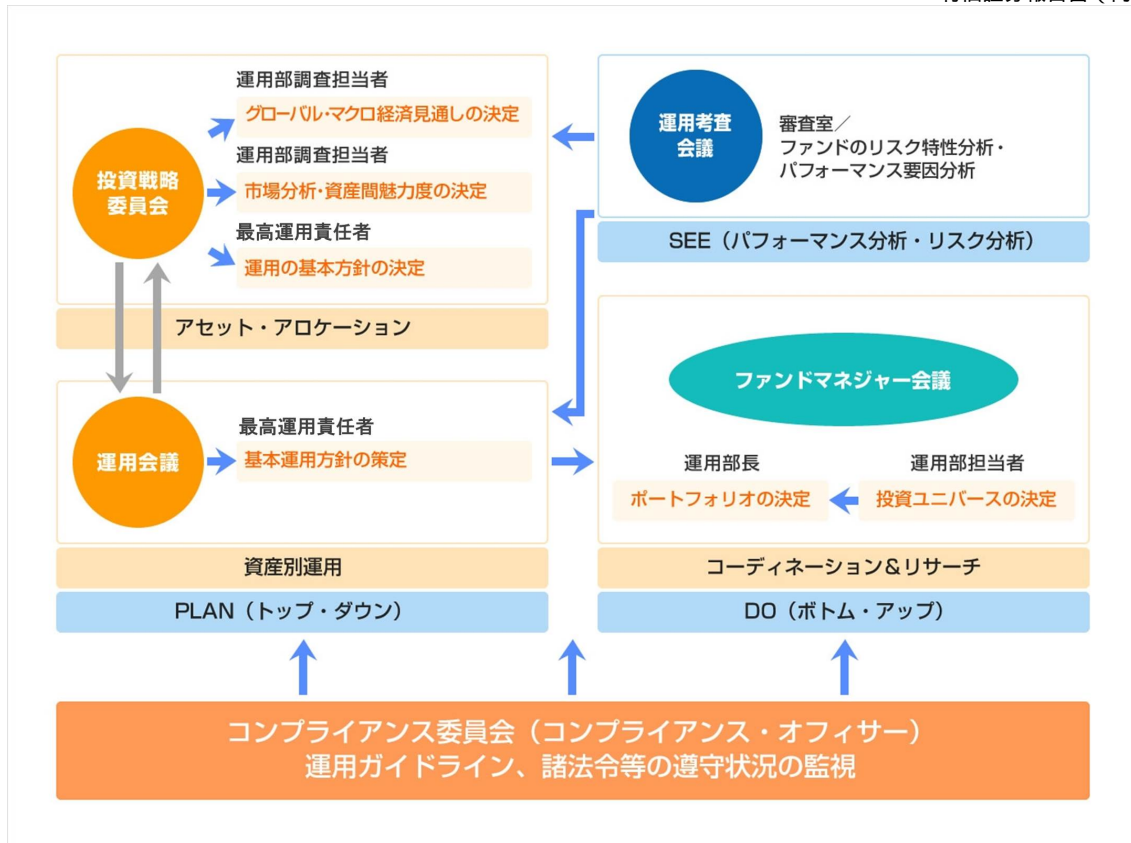 運用部調査担当者
グローバル・マクロ経済見通しの決定
運用部調査担当者
市場分析・資産間魅力度の決定
最高運用責任者
運用の基本方針の決定
投資戦略
委員会
アセット・アロケーション
運用考査
会議
審査室／
ファンドのリスク特性分析・
パフォーマンス要因分析
SEE（パフォーマンス分析・リスク分析）
運用会議
最高運用責任者
基本運用方針の策定
資産別運用
PLAN（トップ・ダウン）
ファンドマネジャー会議
運用部長
ポートフォリオの決定
運用部担当者
投資ユニバースの決定
コーディネーション＆リサーチ
DO（ボトム・アップ）
コンプライアンス委員会（コンプライアンス・オフィサー）
運用ガイドライン、諸法令等の遵守状況の監視